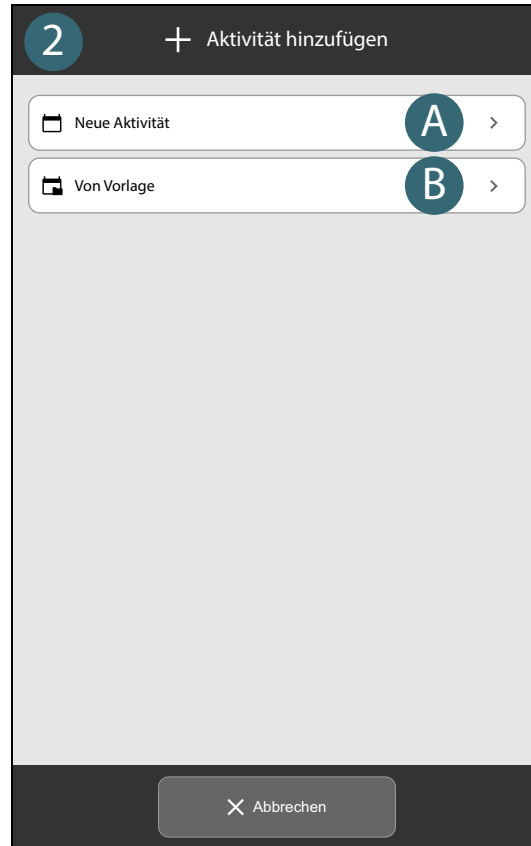 2
Aktivität hinzufügen
Neue Aktivität
A
Von Vorlage
B
Abbrechen